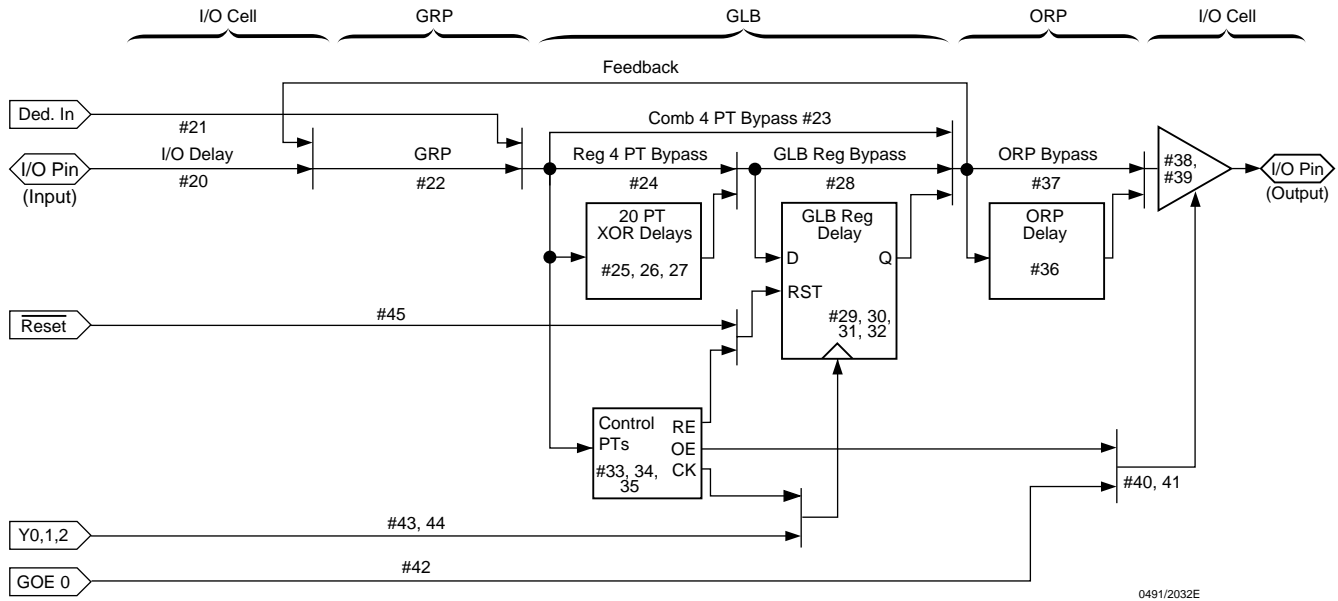 I/O Cell
GRP
GLB
ORP
I/O Cell
Feedback
Ded. In
#21
Comb 4 PT Bypass #23
I/O Pin
(Input)
I/O Delay
#20
GRP
#22
Reg 4 PT Bypass
#24
GLB Reg Bypass
#28
ORP Bypass
#37
#38,
#39
I/O Pin
(Output)
20 PT
XOR Delays
#25, 26, 27
GLB Reg
Delay
D
Q
RST
#29, 30,
31, 32
ORP
Delay
#36
Reset
#45
Control
PTs
#33, 34,
35
RE
OE
CK
#40, 41
Y0,1,2
#43, 44
GOE 0
#42
0491/2032E